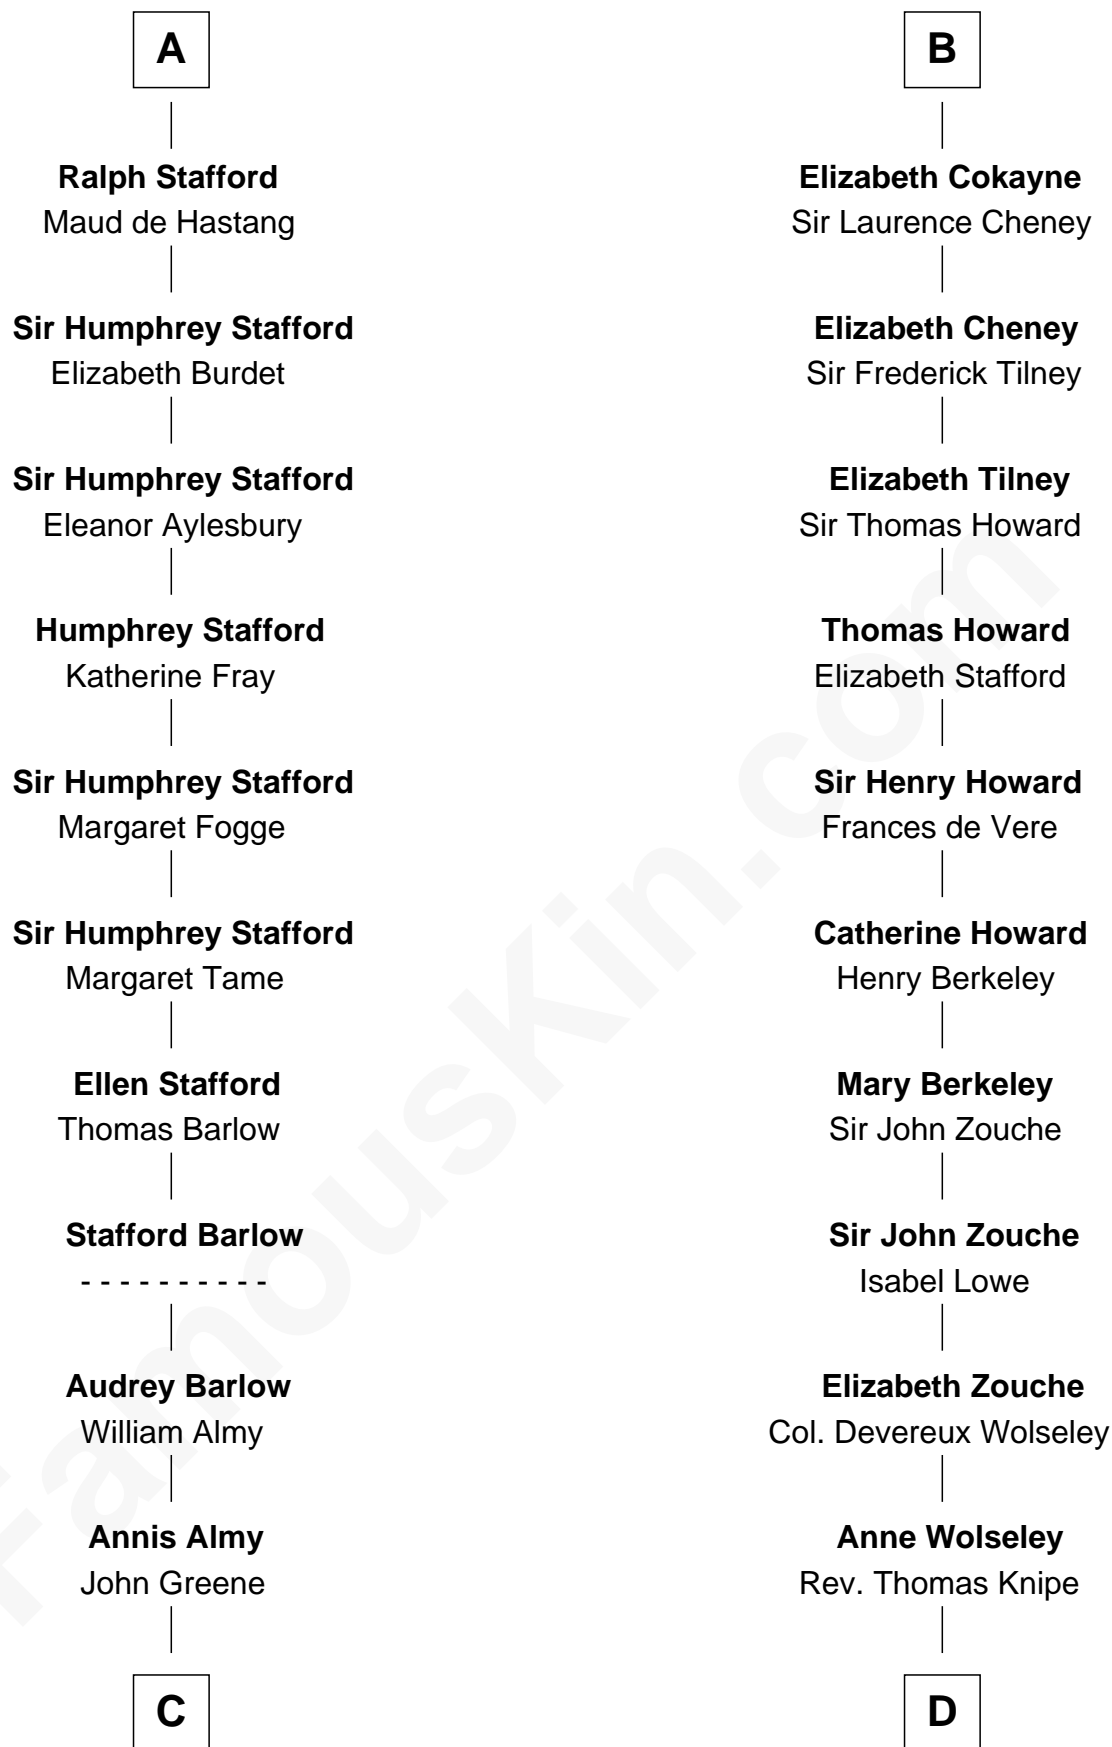 A
Ralph Stafford
Maud de Hastang
Sir Humphrey Stafford
Elizabeth Burdet
Sir Humphrey Stafford
Eleanor Aylesbury
Humphrey Stafford
Katherine Fray
Sir Humphrey Stafford
Margaret Fogge
Sir Humphrey Stafford
Margaret Tame
Ellen Stafford
Thomas Barlow
Stafford Barlow
- - - - - - - - - -
Audrey Barlow
William Almy
Annis Almy
John Greene
C
B
Elizabeth Cokayne
Sir Laurence Cheney
Elizabeth Cheney
Sir Frederick Tilney
Elizabeth Tilney
Sir Thomas Howard
Thomas Howard
Elizabeth Stafford
Sir Henry Howard
Frances de Vere
Catherine Howard
Henry Berkeley
Mary Berkeley
Sir John Zouche
Sir John Zouche
Isabel Lowe
Elizabeth Zouche
Col. Devereux Wolseley
Anne Wolseley
Rev. Thomas Knipe
D
FamousKin.com